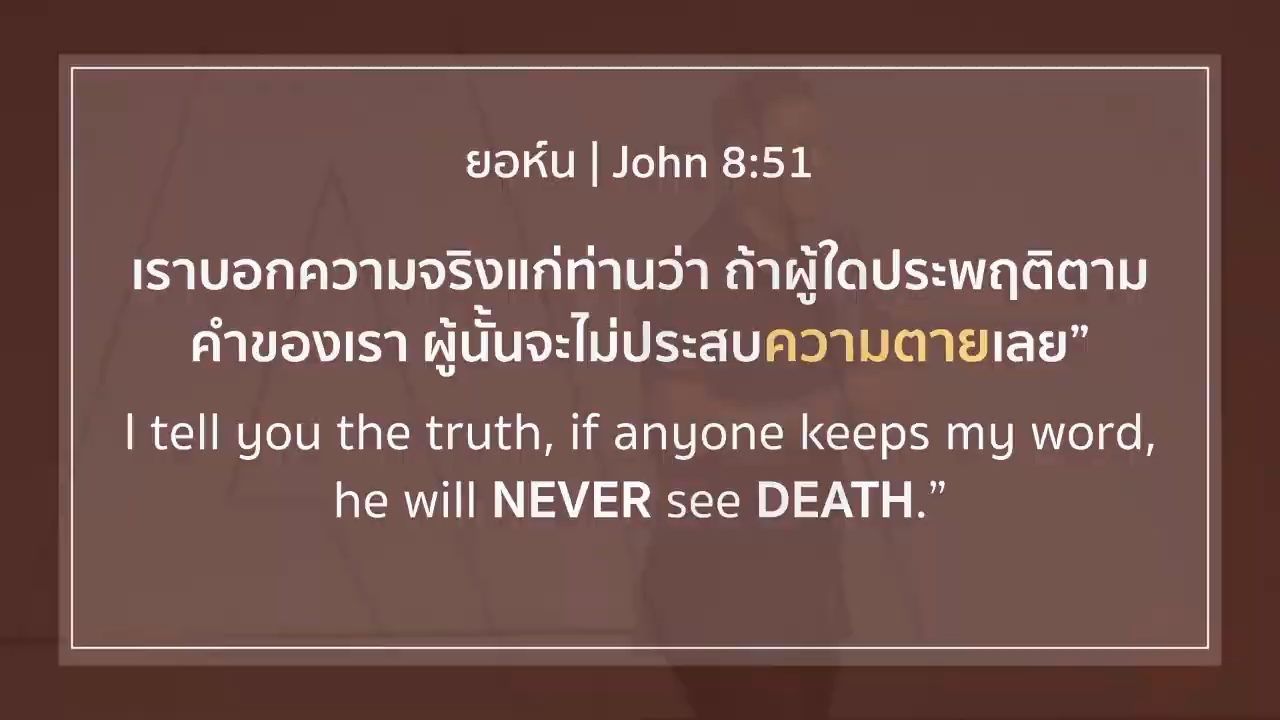 ยอห์น | John 8:51
เราบอกความจริงแก่ท่านว่า ถ้าผู้ใดประพฤติตาม
คำของเรา ผู้นั้นจะไม่ประสบความตายเลย”
I tell you the truth, if anyone keeps my word,
he will NEVER see DEATH.”